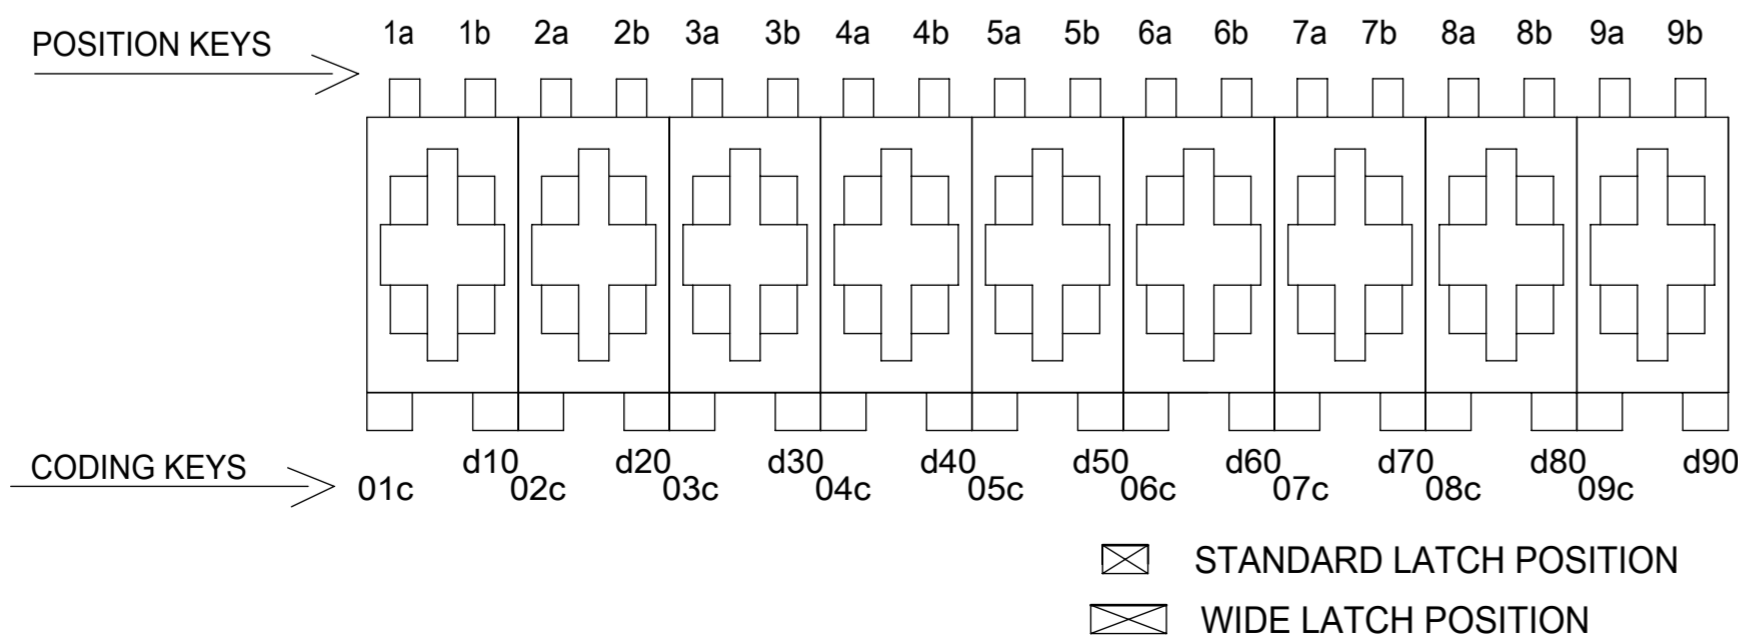 1a 1b 2a 2b 3a 3b 4a 4b 5a 5b 6a 6b 7a 7b 8a 8b 9a 9b
POSITION KEYS
CODING KEYS
d10 d20 d30 d40 d50 d60 d70 d80 d90
01c 02c 03c 04c 05c 06c 07c 08c 09c
STANDARD LATCH POSITION
WIDE LATCH POSITION